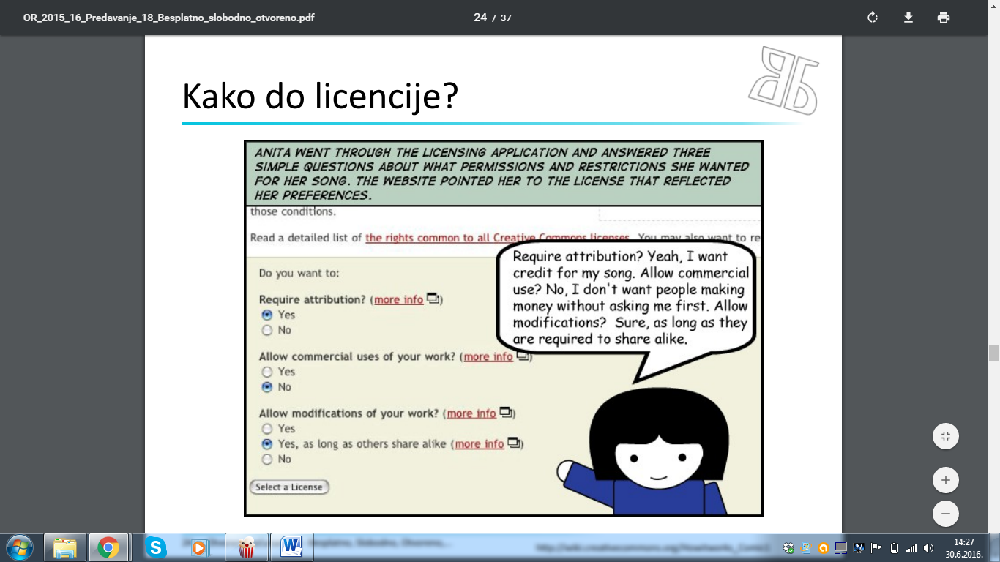 OR_2015_16_Predavanje_18_Besplatno_slobodno_otvoreno.pdf
24 / 37
Kako do licencije?
ANITA WENT THROUGH THE LICENSING APPLICATION AND ANSWERED THREE
SIMPLE QUESTIONS ABOUT WHAT PERMISSIONS AND RESTRICTIONS SHE WANTED
FOR HER SONG. THE WEBSITE POINTED HER TO THE LICENSE THAT REFLECTED
HER PREFERENCES.
those conditions.
Read a detailed list of the rights common to all Creative Commons licenses. You may also want to re
Require attribution? Yeah, I want
credit for my song. Allow commercial
use? No, I don't want people making
money without asking me first. Allow
modifications? Sure, as long as they
are required to share alike.
Do you want to:
Require attribution? (more info)
Yes
No
Allow commercial uses of your work? (more info)
Yes
No
Allow modifications of your work? (more info)
Yes
Yes, as long as others share alike (more info)
No
Select a License
14:27
30.6.2016.